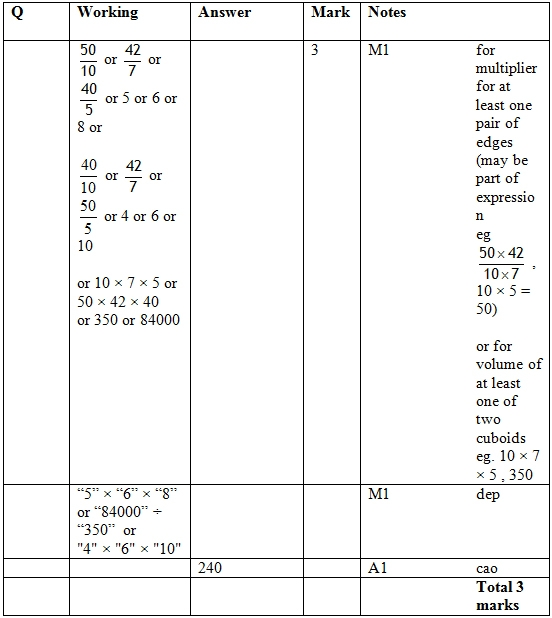 Q Working Answer Mark Notes
50/10 or 42/7 or
40/5 or 5 or 6 or
8 or
40/10 or 42/7 or
50/5 or 4 or 6 or
10
or 10 × 7 × 5 or
50 × 42 × 40
or 350 or 84000
3
M1
for
multiplier
for at
least one
pair of
edges
(may be
part of
expressio
n
eg
50 × 42 / 10 × 7 ,
10 × 5 =
50)
or for
volume of
at least
one of
two
cuboids
eg. 10 × 7
× 5 , 350
“5” × “6” × “8”
or “84000” ÷
“350” or
"4" × "6" × "10"
M1
dep
240 A1 cao
Total 3
marks